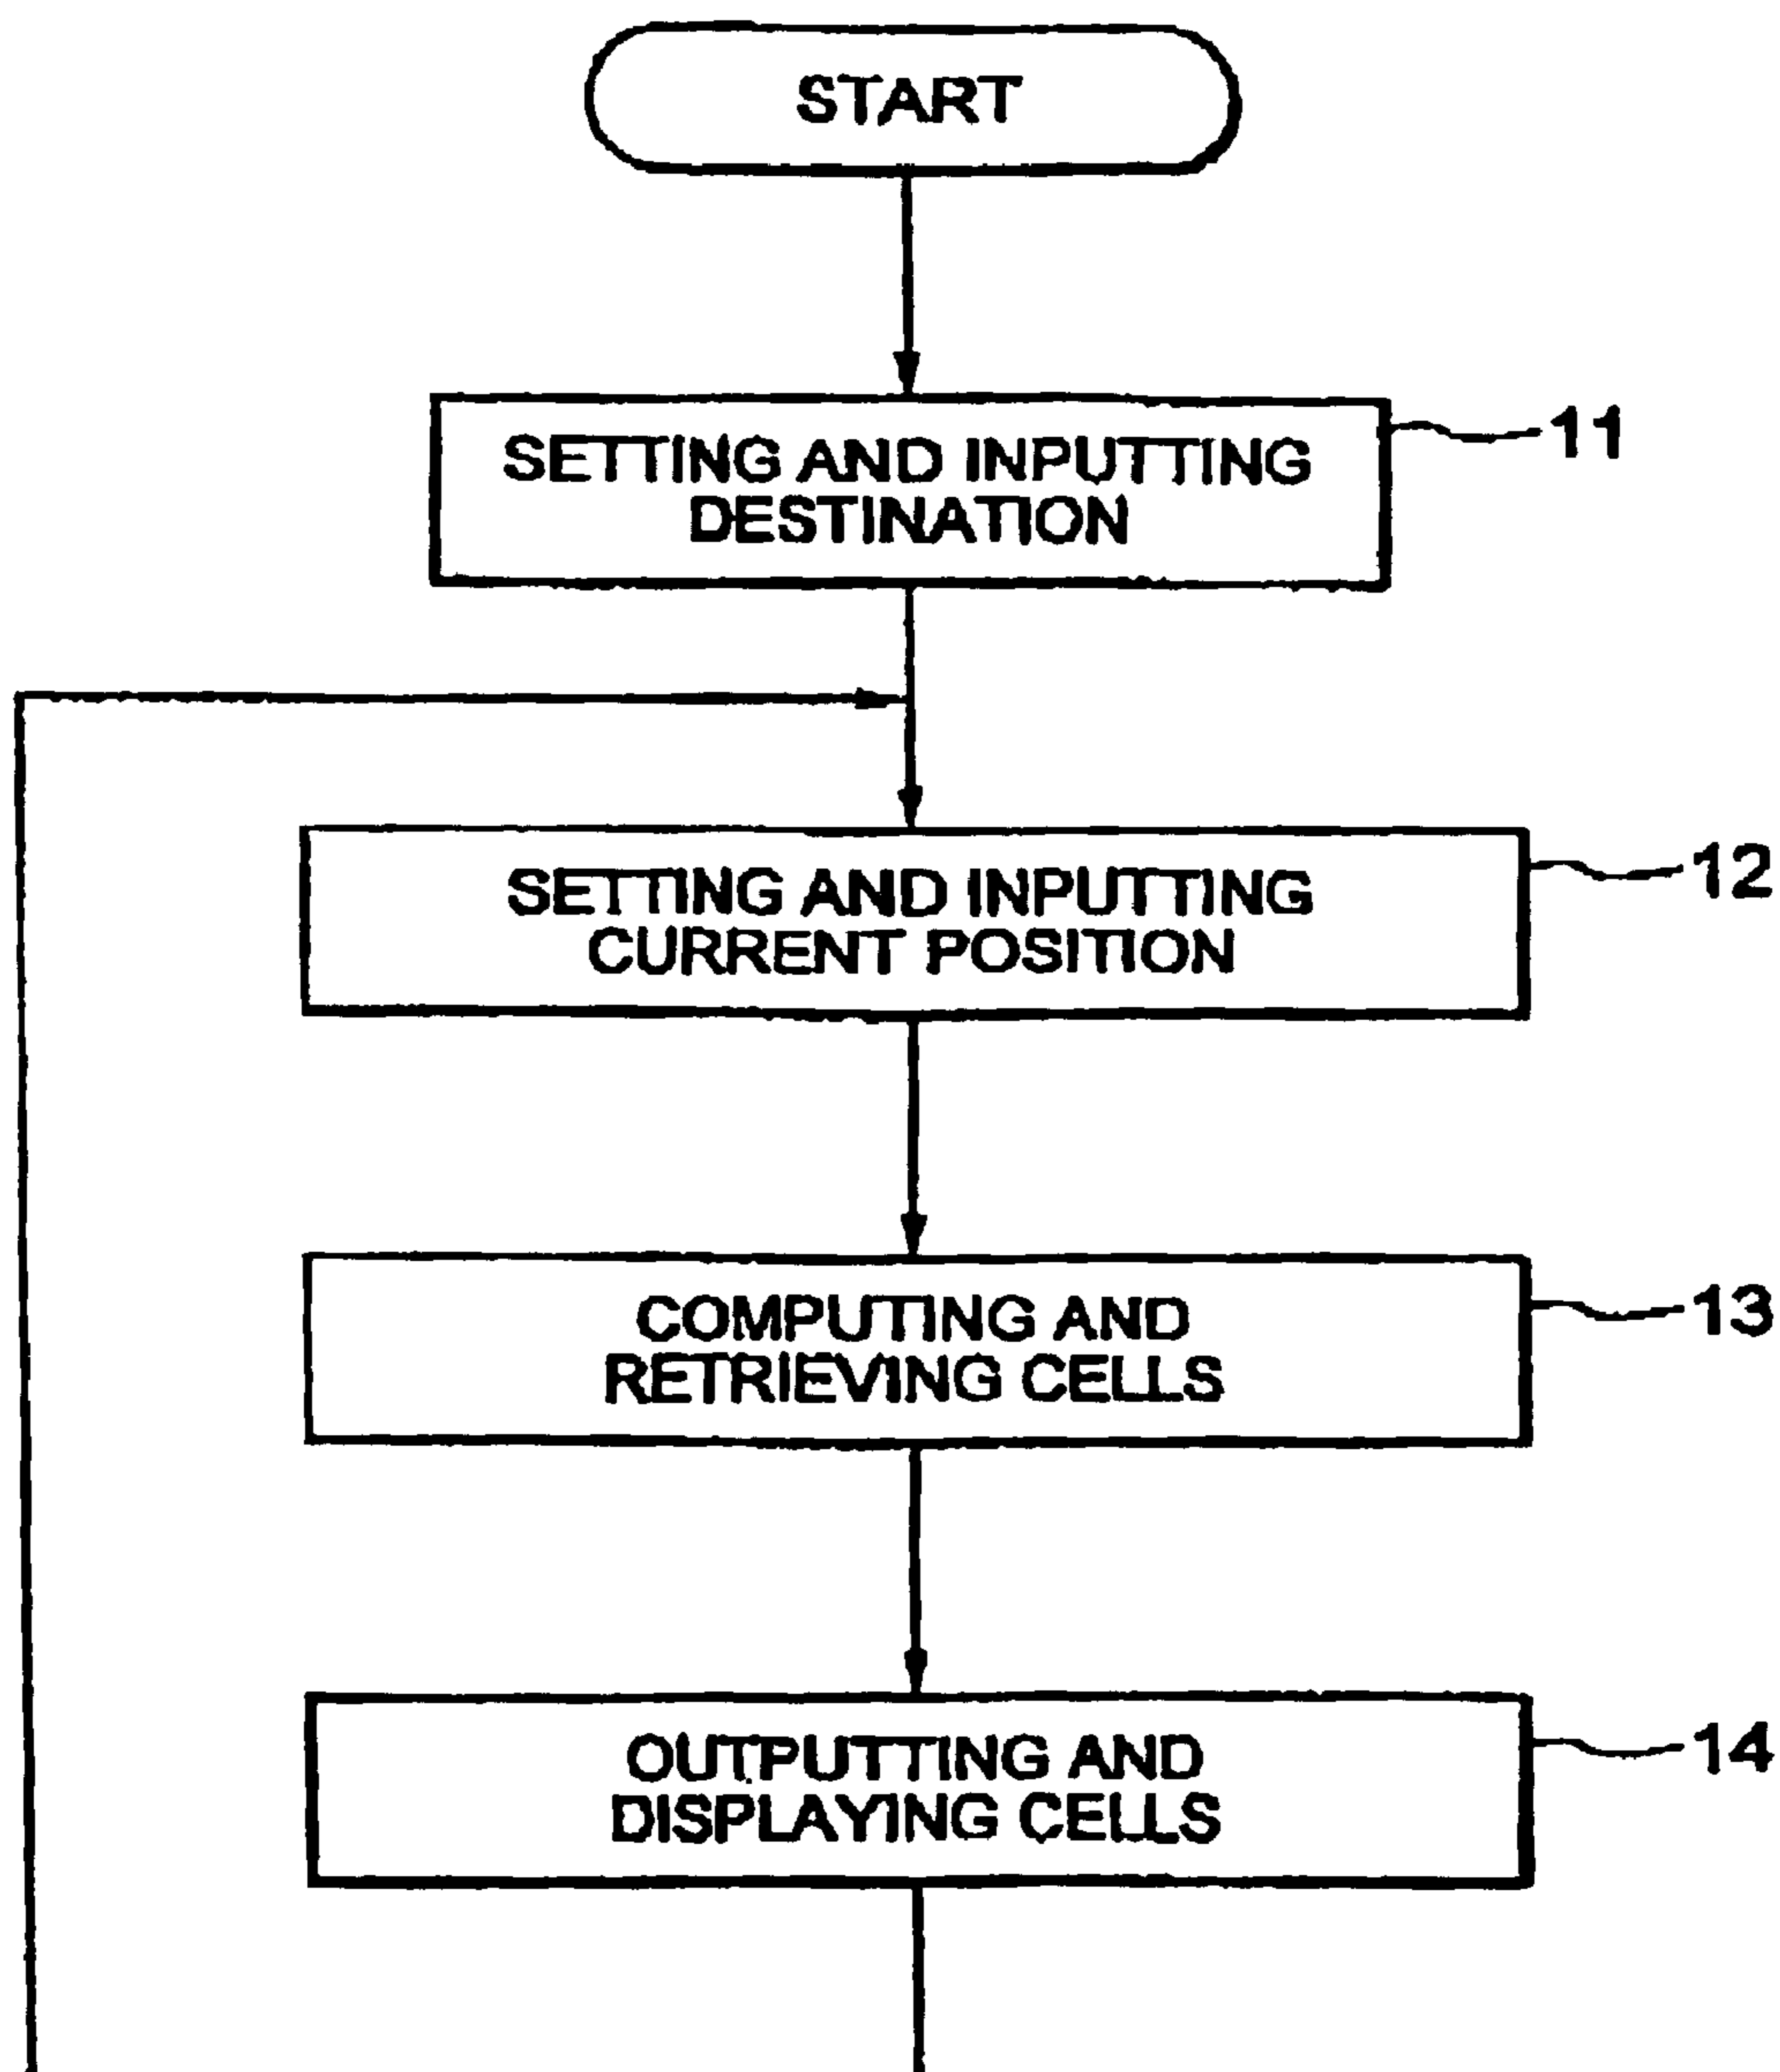 START
SETTING AND INPUTTING
DESTINATION
11
SETTING AND INPUTTING
CURRENT POSITION
12
COMPUTING AND
RETRIEVING CELLS
13
OUTPUTTING AND
DISPLAYING CELLS
14